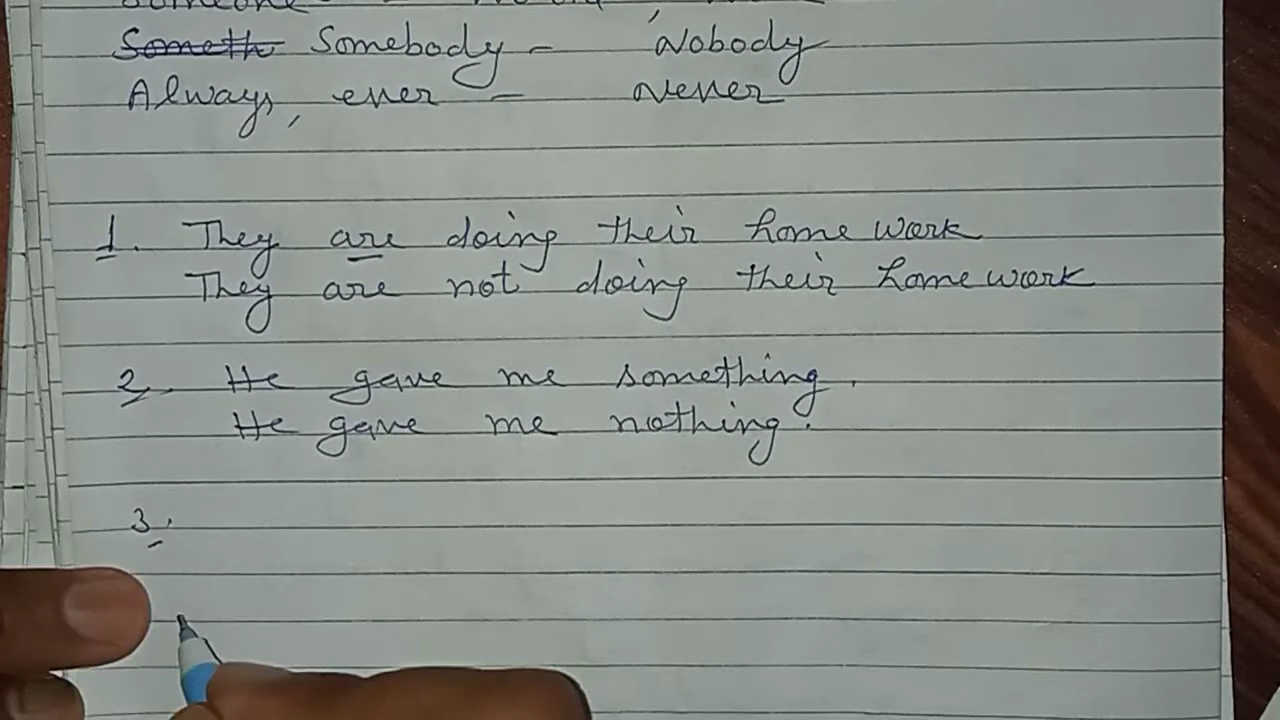 Someone -
Someth Somebody - Nobody
Always, ever - Never
1. They are doing their home work
They are not doing their home work
2. He gave me something.
He gave me nothing.
3.